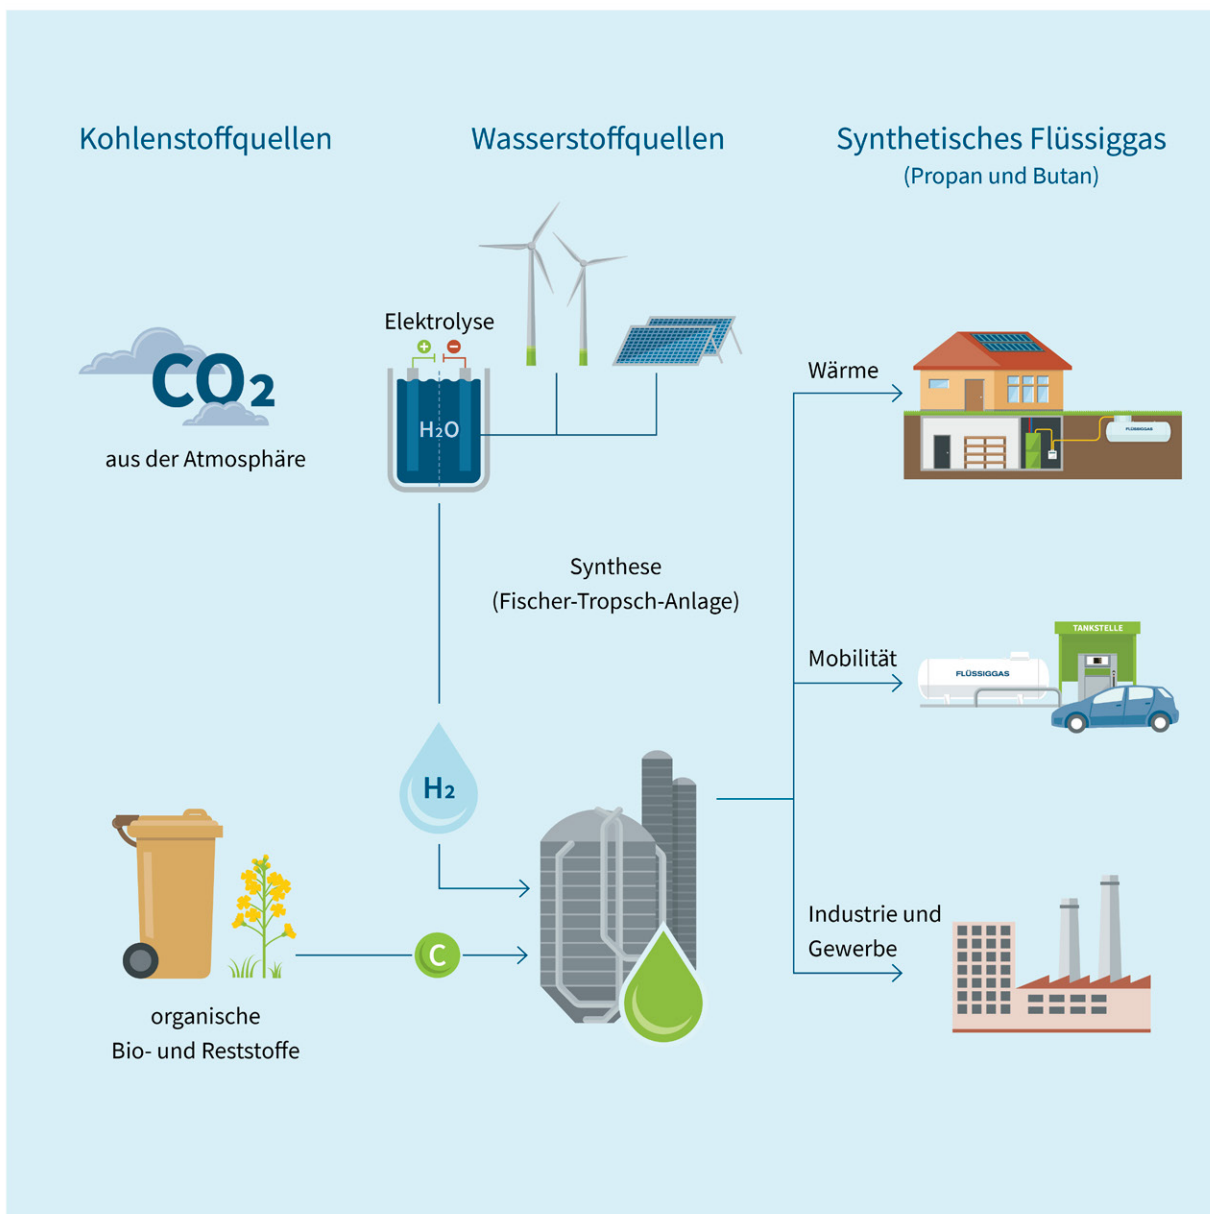 Kohlenstoffquellen
Wasserstoffquellen
Synthetisches Flüssiggas
(Propan und Butan)
Elektrolyse
CO2
H2O
aus der Atmosphäre
Wärme
FLÜSSIGGAS
Synthese
(Fischer-Tropsch-Anlage)
TANKSTELLE
Mobilität
FLÜSSIGGAS
H2
Industrie und
Gewerbe
C
organische
Bio- und Reststoffe